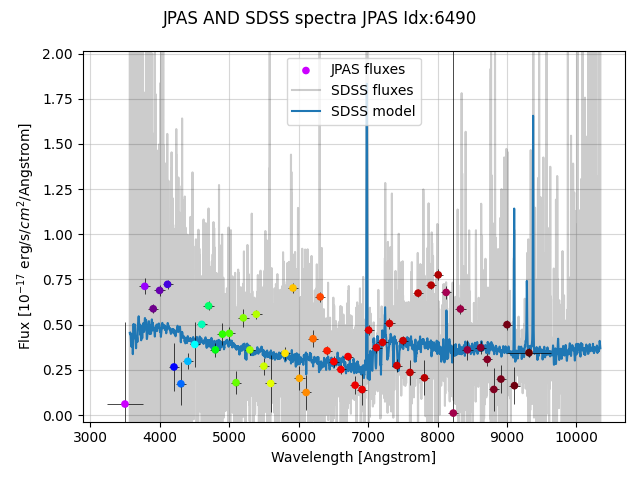 JPAS AND SDSS spectra JPAS Idx:6490
JPAS fluxes
SDSS fluxes
SDSS model
Flux [10^{-17} erg/s/cm^2/Angstrom]
2.00
1.75
1.50
1.25
1.00
0.75
0.50
0.25
0.00
3000 4000 5000 6000 7000 8000 9000 10000
Wavelength [Angstrom]